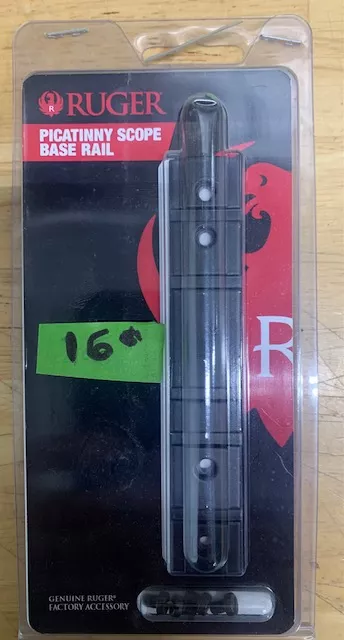 RUGER
PICATINNY SCOPE
BASE RAIL
R
16
GENUINE RUGER®
FACTORY ACCESSORY